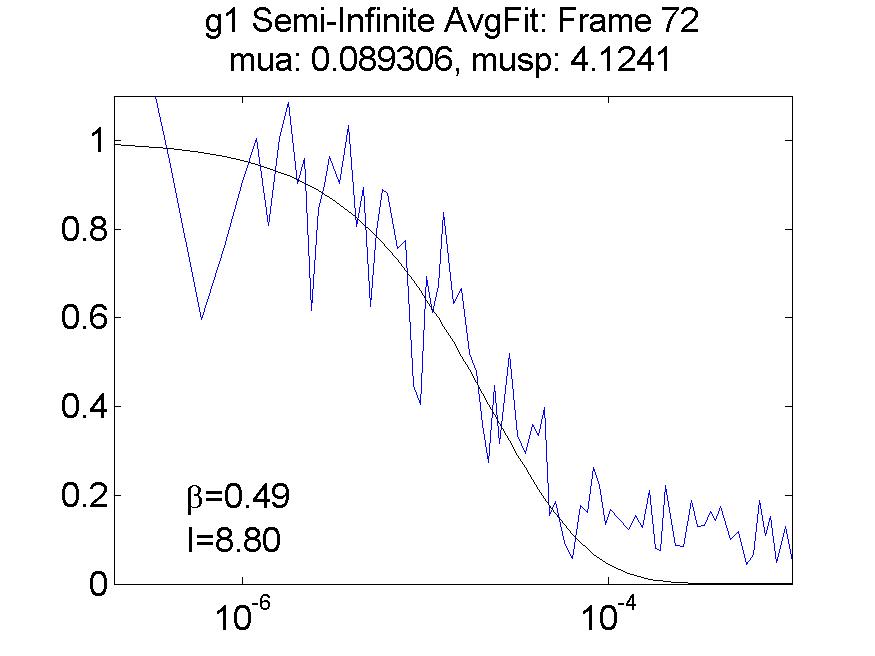 g1 Semi-Infinite AvgFit: Frame 72
mua: 0.089306, musp: 4.1241
1
0.8
0.6
0.4
0.2
0
β=0.49
I=8.80
10^-6
10^-4